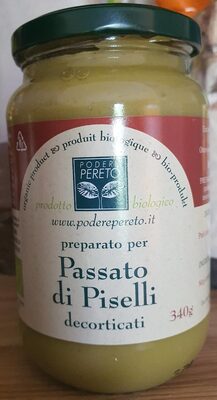 organic product produit biologique bio-produkt
PODERE
PERETO
prodotto biologico
www.poderepereto.it
preparato per
Passato
di Piselli
decorticati
340g